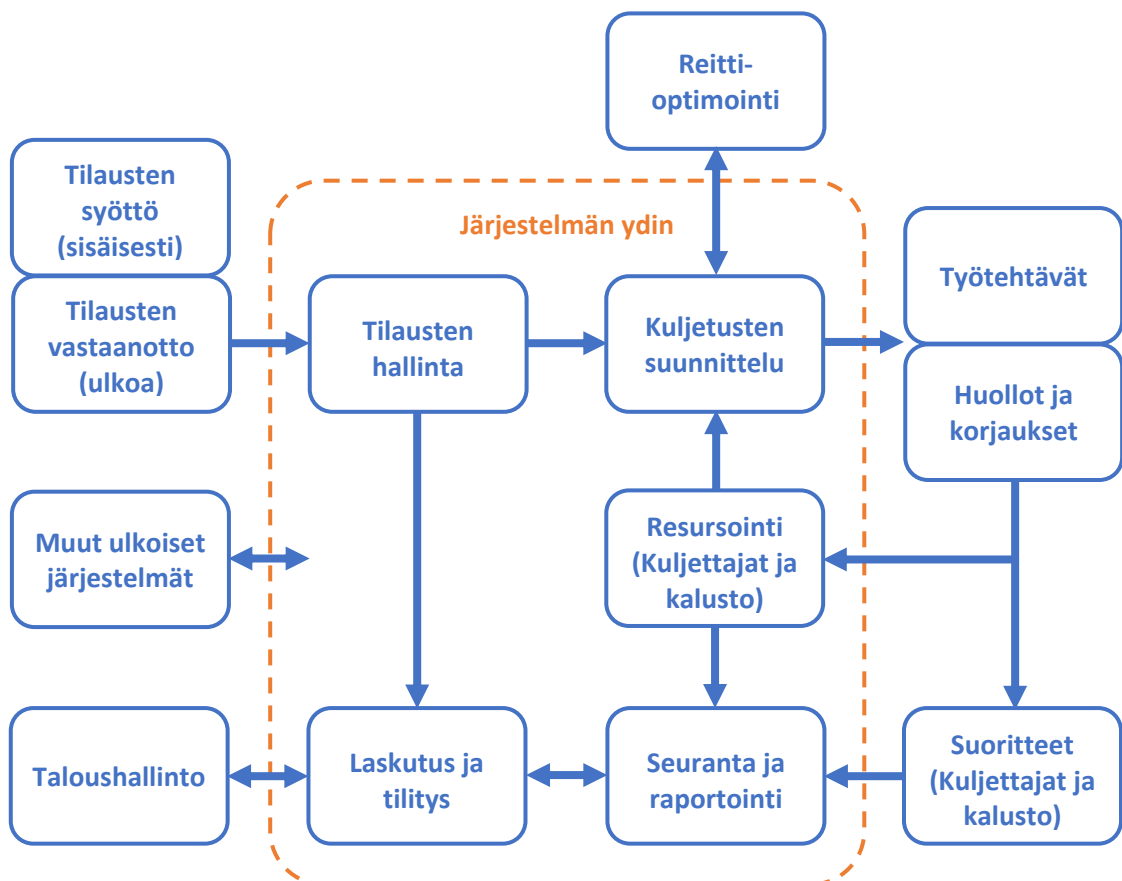 Reitti-
optimointi
Tilausten
syöttö
(sisäisesti)
Järjestelmän ydin
Työtehtävät
Tilausten
vastaanotto
(ulkoa)
Tilausten
hallinta
Kuljetusten
suunnittelu
Huollot ja
korjaukset
Muut ulkoiset
järjestelmät
Resursointi
(Kuljettajat ja
kalusto)
Taloushallinto
Laskutus ja
tilitys
Seuranta ja
raportointi
Suoritteet
(Kuljettajat ja
kalusto)